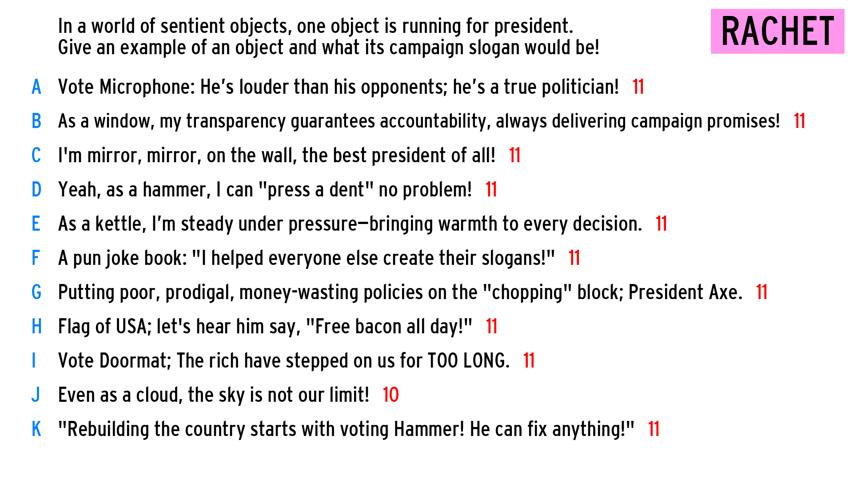 In a world of sentient objects, one object is running for president.
Give an example of an object and what its campaign slogan would be!
RACHET
A Vote Microphone: He's louder than his opponents; he's a true politician! 11
B As a window, my transparency guarantees accountability, always delivering campaign promises! 11
C I'm mirror, mirror, on the wall, the best president of all! 11
D Yeah, as a hammer, I can "press a dent" no problem! 11
E As a kettle, I'm steady under pressure—bringing warmth to every decision. 11
F A pun joke book: "I helped everyone else create their slogans!" 11
G Putting poor, prodigal, money-wasting policies on the "chopping" block; President Axe. 11
H Flag of USA; let's hear him say, "Free bacon all day!" 11
I Vote Doormat; The rich have stepped on us for TOO LONG. 11
J Even as a cloud, the sky is not our limit! 10
K "Rebuilding the country starts with voting Hammer! He can fix anything!" 11